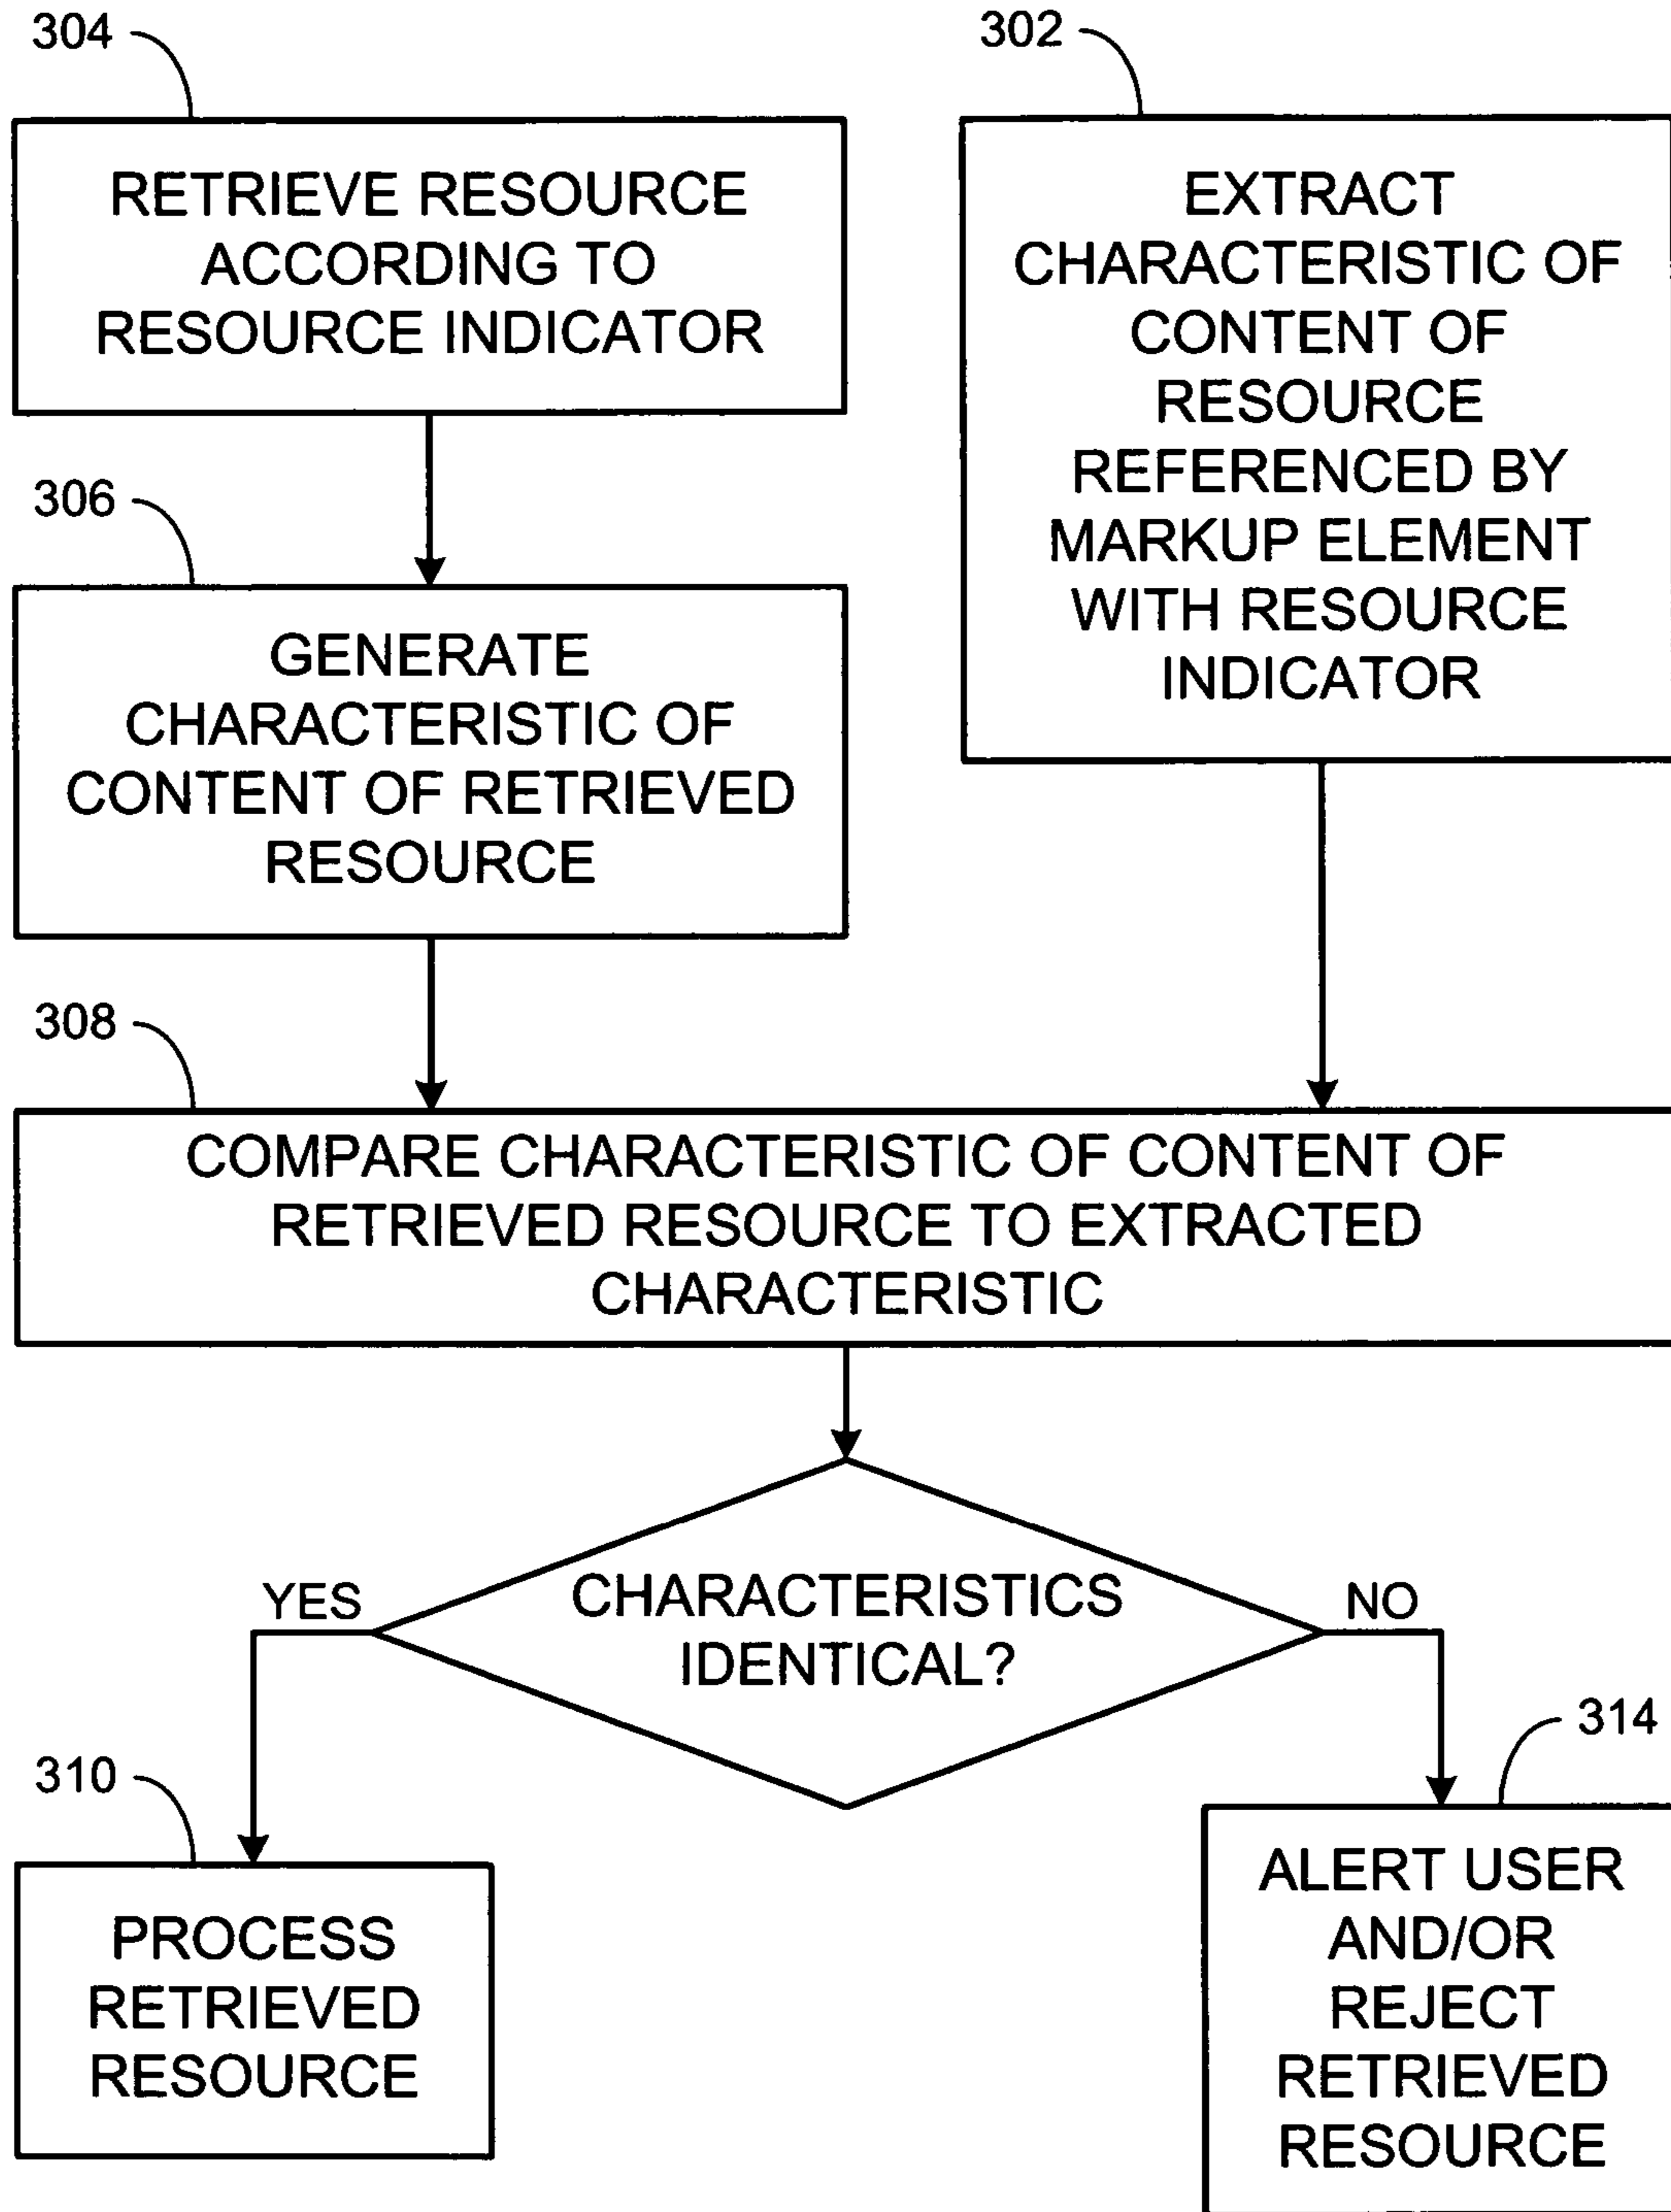 304
RETRIEVE RESOURCE
ACCORDING TO
RESOURCE INDICATOR
302
EXTRACT
CHARACTERISTIC OF
CONTENT OF
RESOURCE
REFERENCED BY
MARKUP ELEMENT
WITH RESOURCE
INDICATOR
306
GENERATE
CHARACTERISTIC OF
CONTENT OF RETRIEVED
RESOURCE
308
COMPARE CHARACTERISTIC OF CONTENT OF
RETRIEVED RESOURCE TO EXTRACTED
CHARACTERISTIC
CHARACTERISTICS
IDENTICAL?
YES
NO
310
PROCESS
RETRIEVED
RESOURCE
314
ALERT USER
AND/OR
REJECT
RETRIEVED
RESOURCE